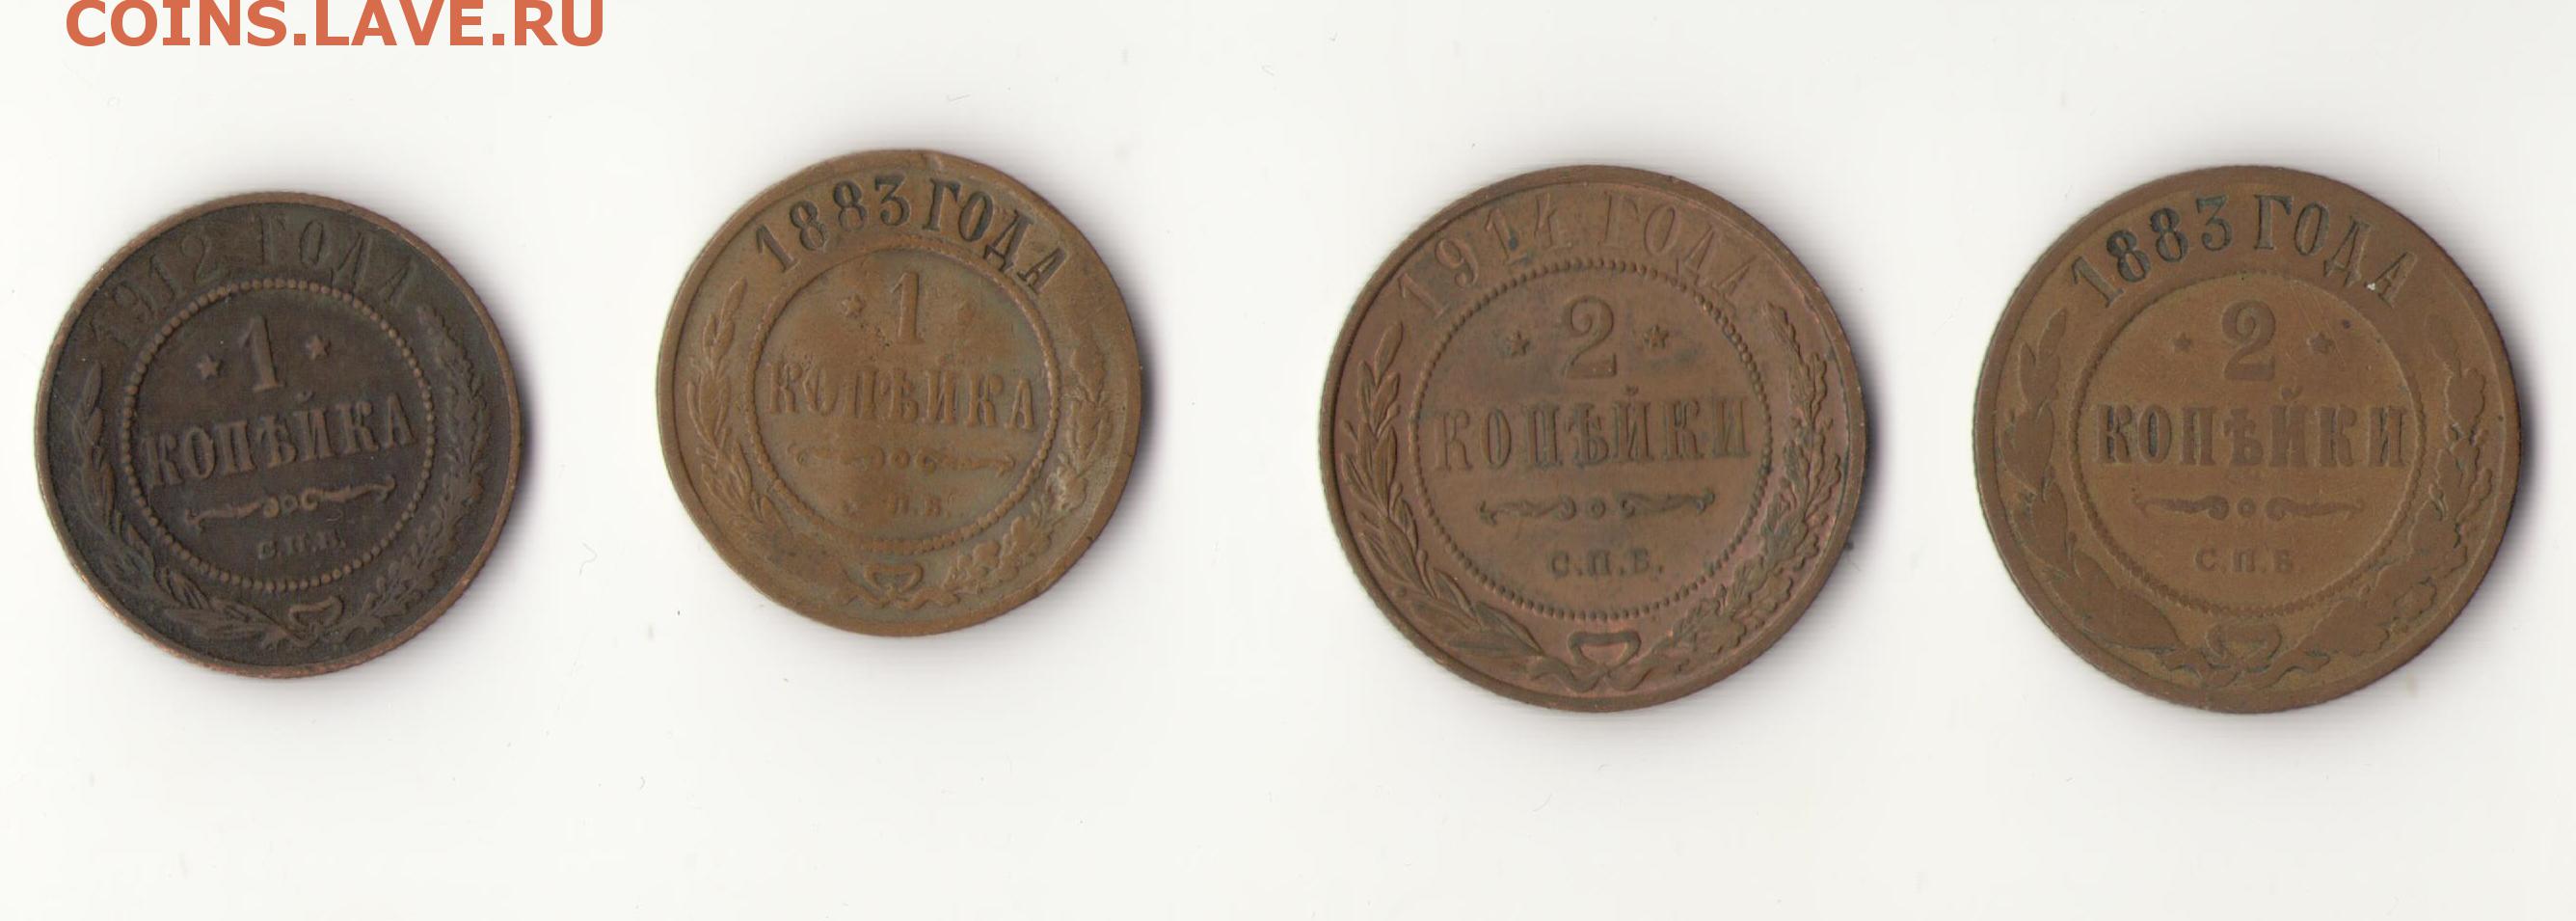 COINS.LAVE.RU
1912 ГОДА
1
КОПѢЙКА
С.П.Б.
1883 ГОДА
1
КОПѢЙКА
П.Б.
1914 ГОДА
2
КОПѢЙКИ
С.П.Б.
1883 ГОДА
2
КОПѢЙКИ
С.П.Б.